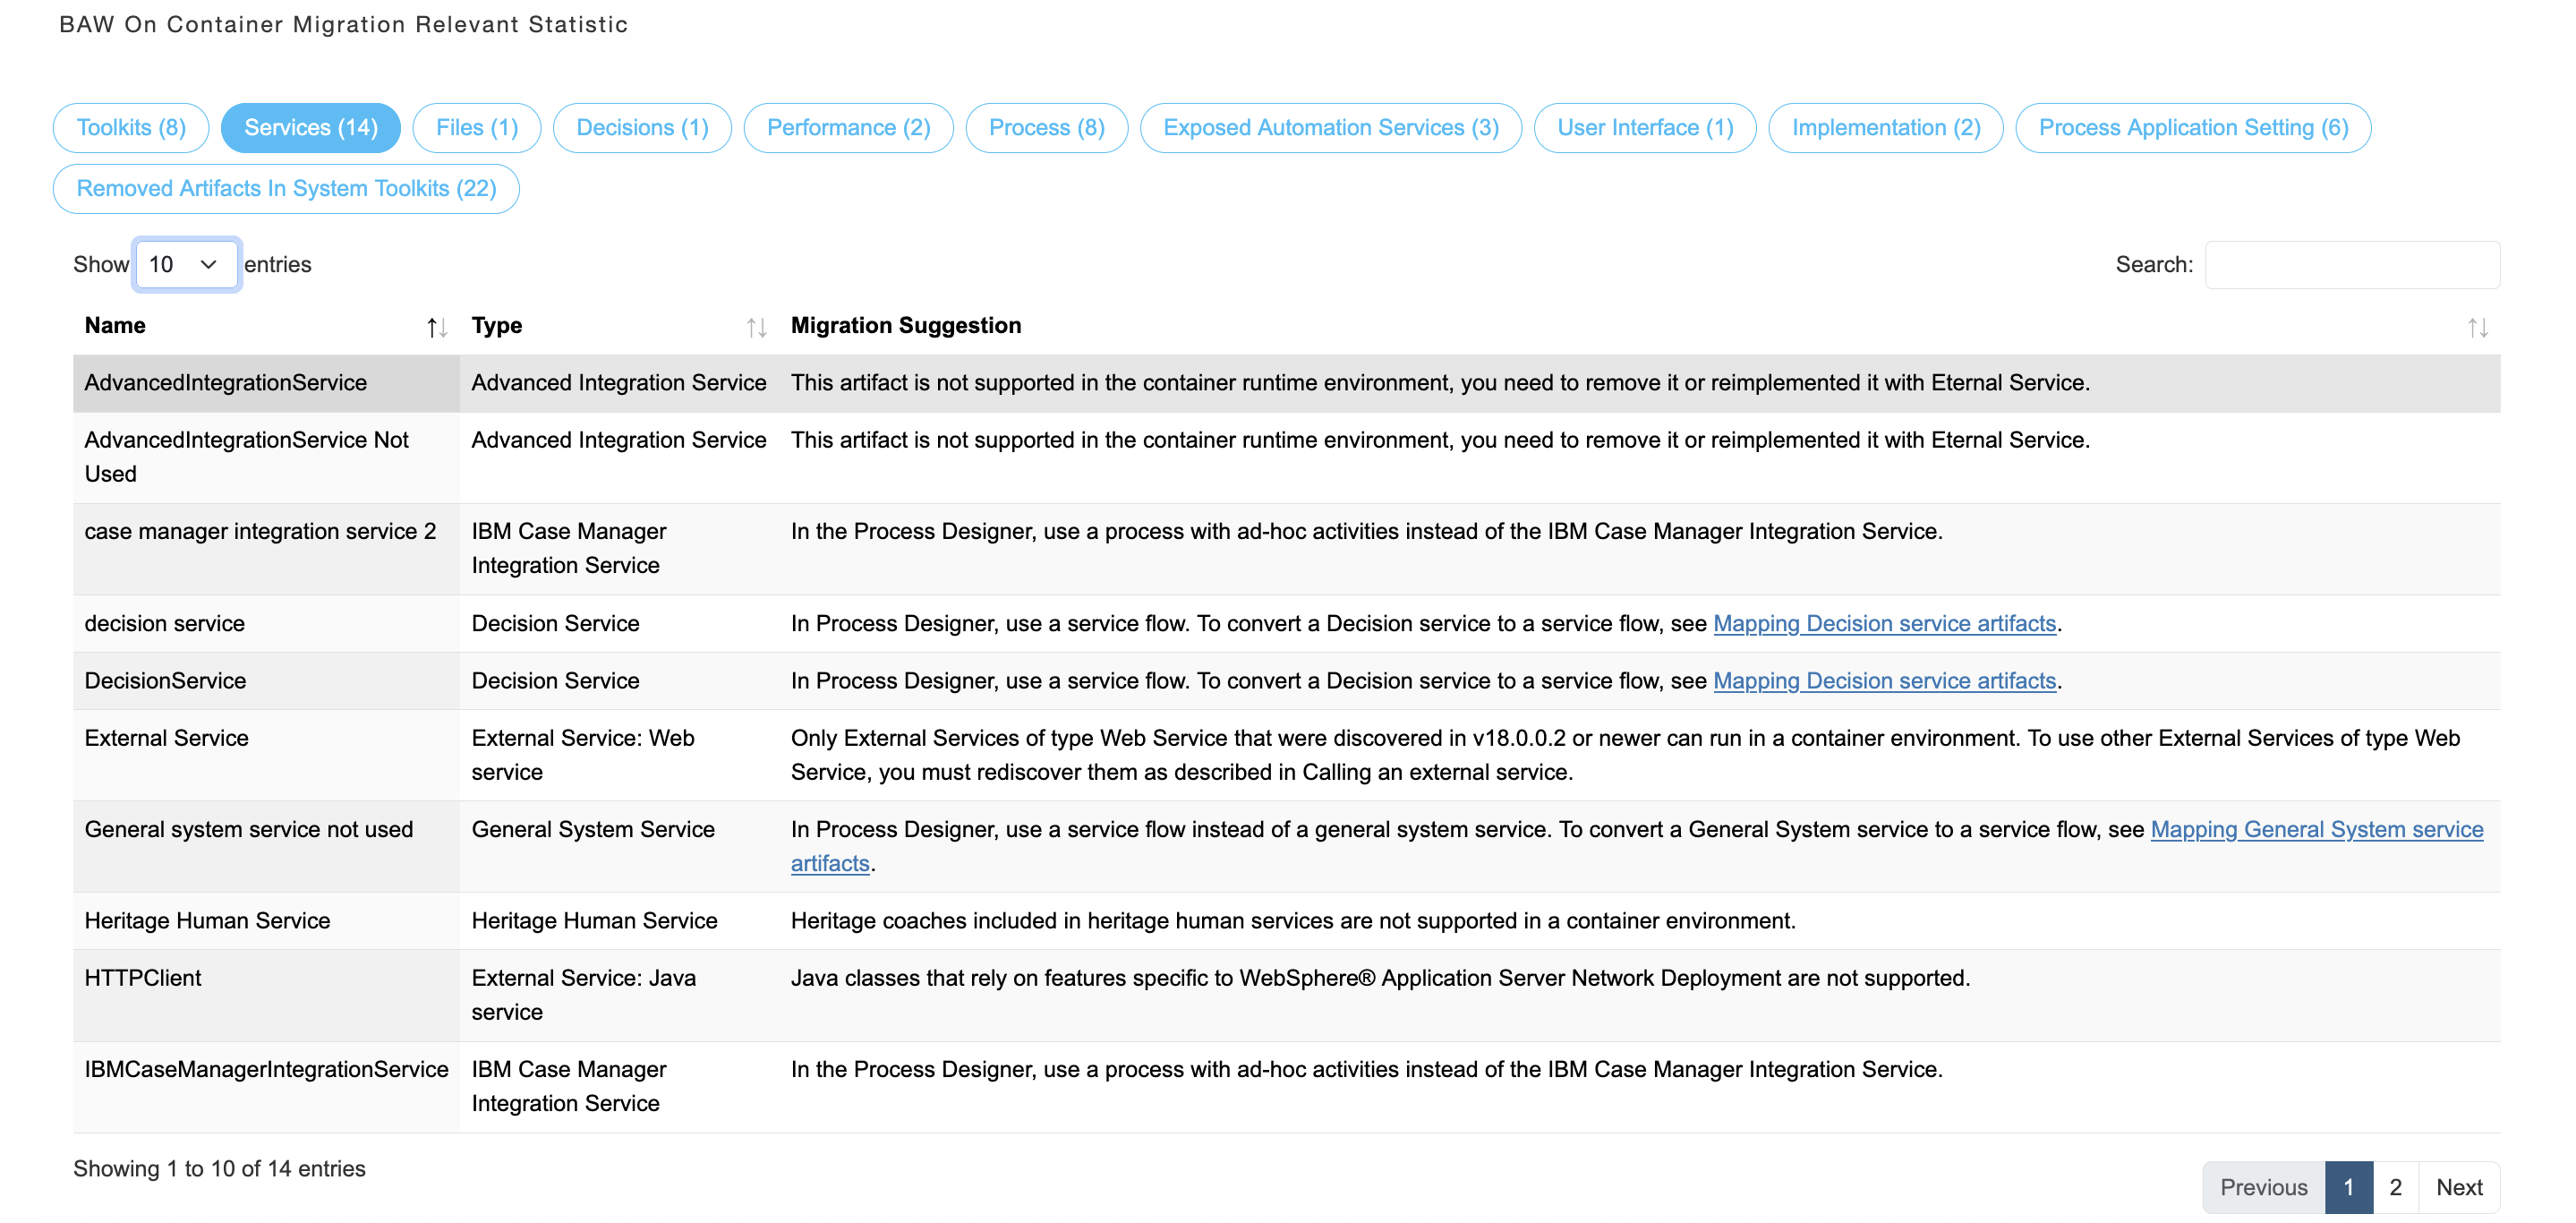 BAW On Container Migration Relevant Statistic
Toolkits (8) Services (14) Files (1) Decisions (1) Performance (2) Process (8) Exposed Automation Services (3) User Interface (1) Implementation (2) Process Application Setting (6)
Removed Artifacts In System Toolkits (22)
Show 10 entries Search:
Name Type Migration Suggestion
AdvancedIntegrationService Advanced Integration Service This artifact is not supported in the container runtime environment, you need to remove it or reimplemented it with Eternal Service.
AdvancedIntegrationService Not Advanced Integration Service This artifact is not supported in the container runtime environment, you need to remove it or reimplemented it with Eternal Service.
Used
case manager integration service 2 IBM Case Manager In the Process Designer, use a process with ad-hoc activities instead of the IBM Case Manager Integration Service.
Integration Service
decision service Decision Service In Process Designer, use a service flow. To convert a Decision service to a service flow, see Mapping Decision service artifacts.
DecisionService Decision Service In Process Designer, use a service flow. To convert a Decision service to a service flow, see Mapping Decision service artifacts.
External Service External Service: Web Only External Services of type Web Service that were discovered in v18.0.0.2 or newer can run in a container environment. To use other External Services of type Web
service Service, you must rediscover them as described in Calling an external service.
General system service not used General System Service In Process Designer, use a service flow instead of a general system service. To convert a General System service to a service flow, see Mapping General System service
artifacts.
Heritage Human Service Heritage Human Service Heritage coaches included in heritage human services are not supported in a container environment.
HTTPClient External Service: Java Java classes that rely on features specific to WebSphere® Application Server Network Deployment are not supported.
service
IBMCaseManagerIntegrationService IBM Case Manager In the Process Designer, use a process with ad-hoc activities instead of the IBM Case Manager Integration Service.
Integration Service
Showing 1 to 10 of 14 entries
Previous 1 2 Next